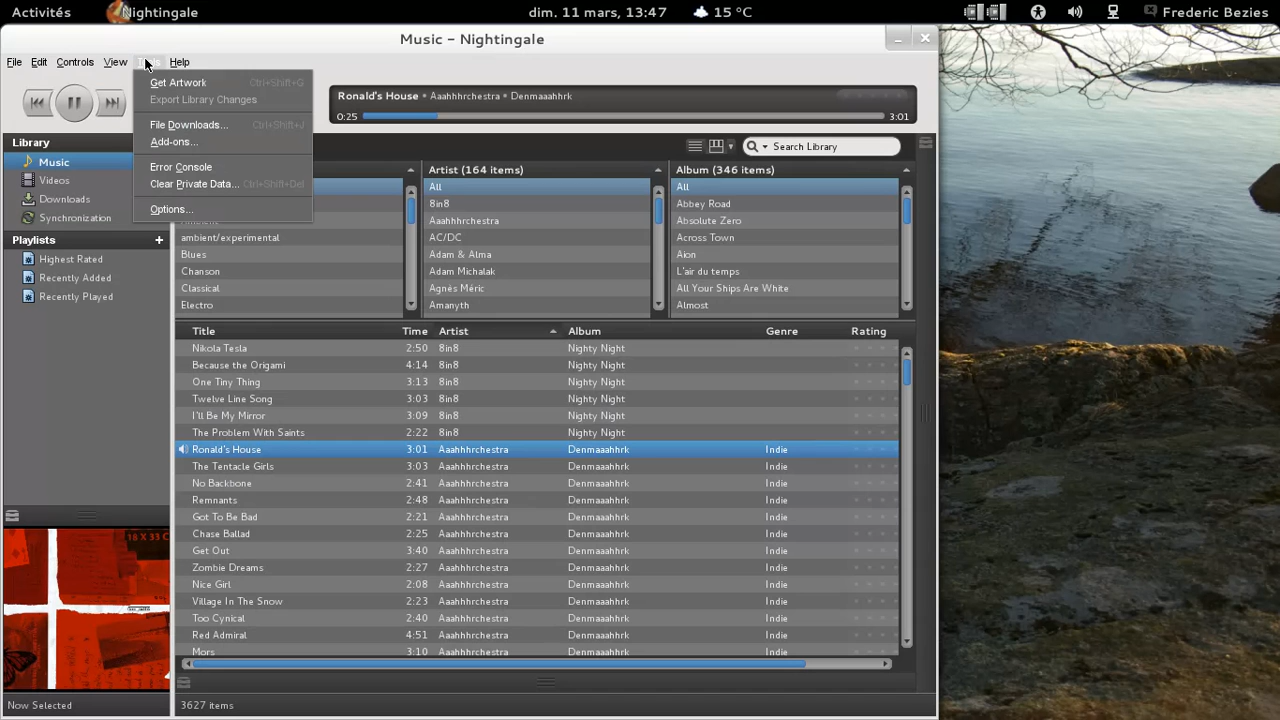 Activités Nightingale dim. 11 mars, 13:47 15 °C Frederic Bezies
Music – Nightingale
File Edit Controls View Tools Help
Get Artwork Ctrl+Shift+G
Export Library Changes
File Downloads... Ctrl+Shift+J
Add-ons...
Error Console
Clear Private Data... Ctrl+Shift+Del
Options...
Ronald's House • Aaahhhrchestra • Denmaaahhrk
0:25 3:01
Library
Music
Videos
Downloads
Synchronization
Playlists +
Highest Rated
Recently Added
Recently Played
Search Library
ambient/experimental
Blues
Chanson
Classical
Electro
Artist (164 items)
All
8in8
Aaahhhrchestra
AC/DC
Adam & Alma
Adam Michalak
Agnés Méric
Amanyth
Album (346 items)
All
Abbey Road
Absolute Zero
Across Town
Aion
L'air du temps
All Your Ships Are White
Almost
Title Time Artist Album Genre Rating
Nikola Tesla 2:50 8in8 Nighty Night
Because the Origami 4:14 8in8 Nighty Night
One Tiny Thing 3:13 8in8 Nighty Night
Twelve Line Song 3:03 8in8 Nighty Night
I'll Be My Mirror 3:09 8in8 Nighty Night
The Problem With Saints 2:22 8in8 Nighty Night
Ronald's House 3:01 Aaahhhrchestra Denmaaahhrk Indie
The Tentacle Girls 3:03 Aaahhhrchestra Denmaaahhrk Indie
No Backbone 2:41 Aaahhhrchestra Denmaaahhrk Indie
Remnants 2:48 Aaahhhrchestra Denmaaahhrk Indie
Got To Be Bad 2:21 Aaahhhrchestra Denmaaahhrk Indie
Chase Ballad 2:25 Aaahhhrchestra Denmaaahhrk Indie
Get Out 3:40 Aaahhhrchestra Denmaaahhrk Indie
Zombie Dreams 2:27 Aaahhhrchestra Denmaaahhrk Indie
Nice Girl 2:08 Aaahhhrchestra Denmaaahhrk Indie
Village In The Snow 2:23 Aaahhhrchestra Denmaaahhrk Indie
Too Cynical 2:40 Aaahhhrchestra Denmaaahhrk Indie
Red Admiral 4:51 Aaahhhrchestra Denmaaahhrk Indie
Mors 3:10 Aaahhhrchestra Denmaaahhrk Indie
18 X 33 C
Now Selected
3627 items